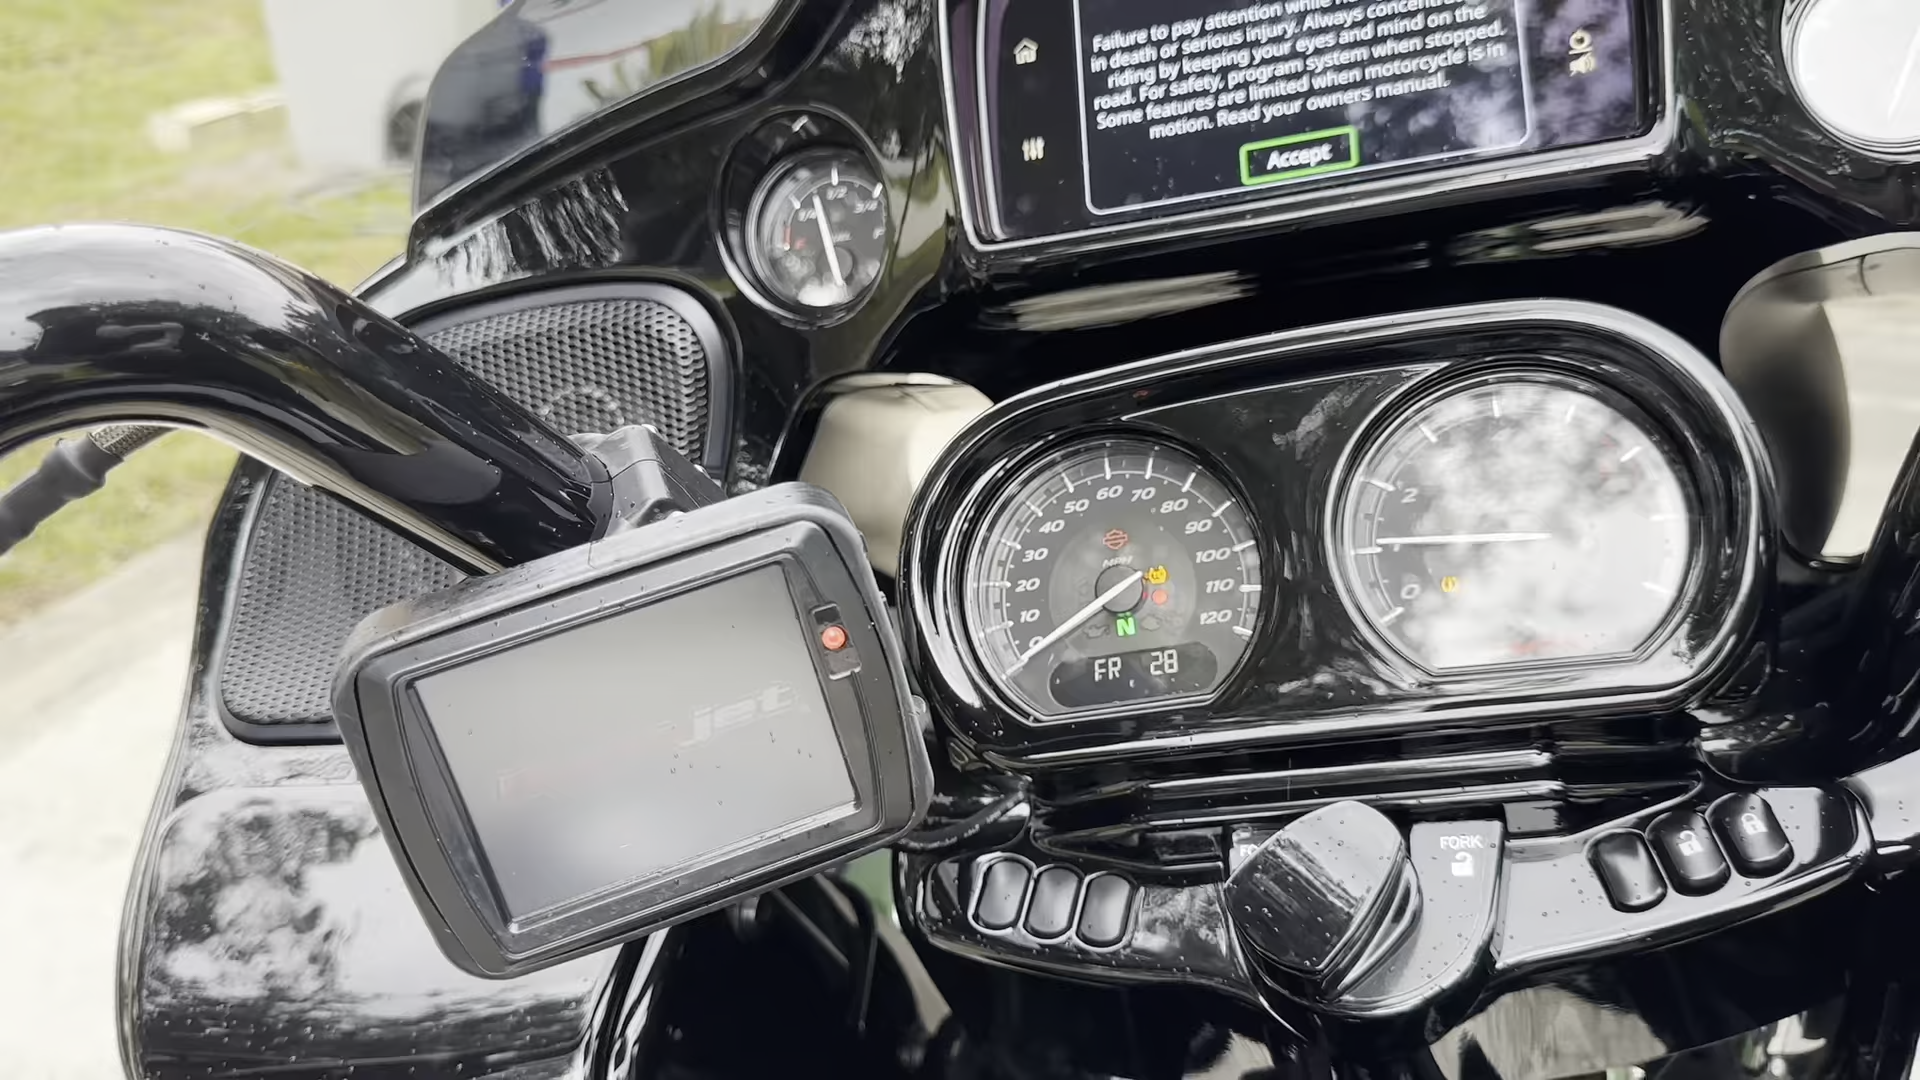 Failure to pay attention while
in death or serious injury. Always
riding by keeping your eyes and mind on the
road. For safety, program system when stopped.
Some features are limited when motorcycle is in
motion. Read your owners manual.
Accept
1/4 1/2 3/4
0 10 20 30 40 50 60 70 80 90 100 110 120
MPH
N
FR 28
2
0
jet
FORK